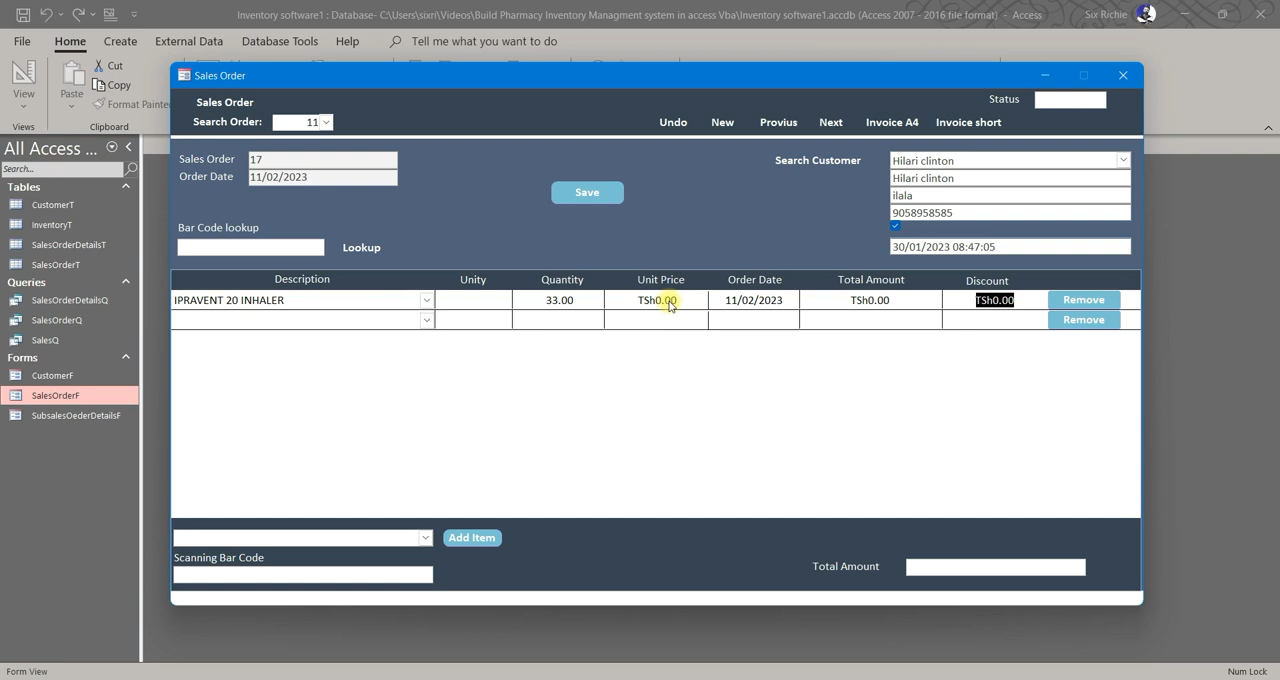 Inventory software1 : Database- C:\Users\sixri\Videos\Build Pharmacy Inventory Managment system in access Vba\Inventory software1.accdb (Access 2007 - 2016 file format) - Access
Six Richie
File Home Create External Data Database Tools Help Tell me what you want to do
View
Views
Paste
Cut
Copy
Format Painte
Clipboard
All Access ...
Search...
Tables
CustomerT
InventoryT
SalesOrderDetailsT
SalesOrderT
Queries
SalesOrderDetailsQ
SalesOrderQ
SalesQ
Forms
CustomerF
SalesOrderF
SubsalesOederDetailsF
Sales Order
Sales Order
Status
Search Order: 11
Undo New Provius Next Invoice A4 Invoice short
Sales Order 17
Order Date 11/02/2023
Save
Search Customer Hilari clinton
Hilari clinton
ilala
9058958585
30/01/2023 08:47:05
Bar Code lookup
Lookup
Description Unity Quantity Unit Price Order Date Total Amount Discount
IPRAVENT 20 INHALER 33.00 TSh0.00 11/02/2023 TSh0.00 TSh0.00 Remove
Remove
Add Item
Scanning Bar Code
Total Amount
Form View
Num Lock